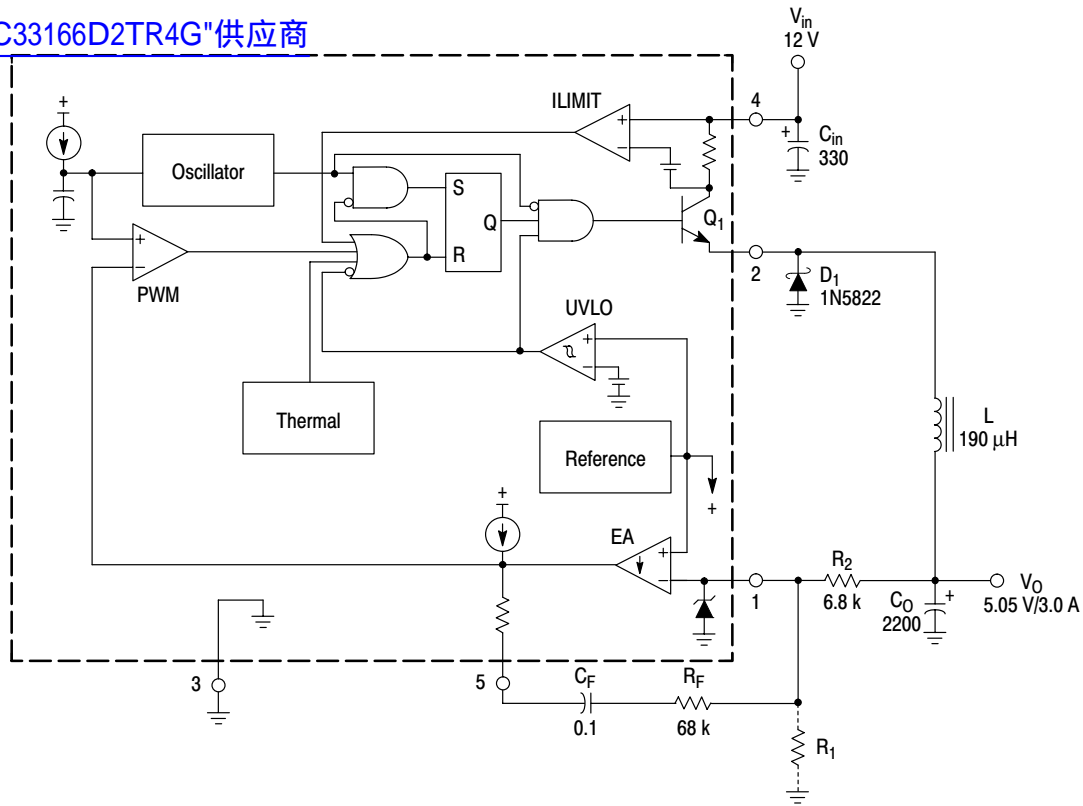 C33166D2TR4G"供应商
Vin
12 V
ILIMIT
4
+
+
−
+
Cin
330
Oscillator
S
Q
R
Q1
+
−
PWM
2
D1
1N5822
UVLO
+
−
Thermal
L
190 μH
Reference
+
+
EA
+
−
1
R2
6.8 k
VO
5.05 V/3.0 A
CO
2200
+
3
5
CF
0.1
RF
68 k
R1